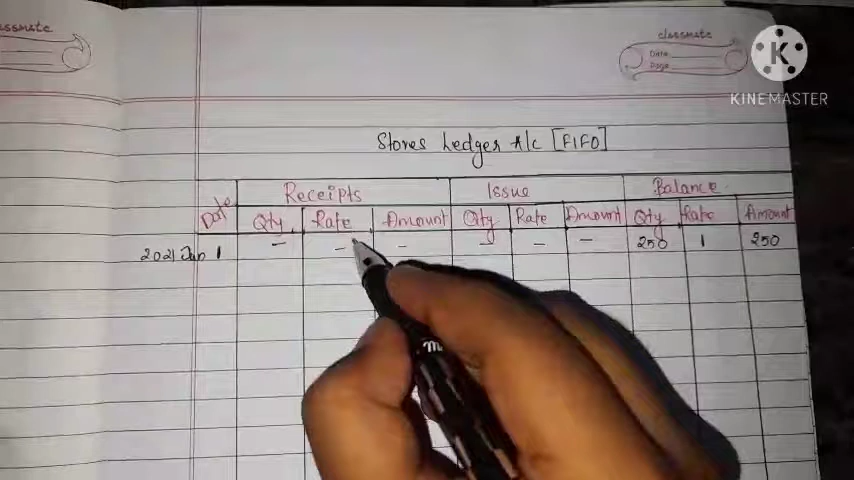 classmate
assmate
Date
Page
K
KINEMASTER
Stores Ledger A/c [FIFO]
Date Receipts Issue Balance
Qty Rate Amount Qty Rate Amount Qty Rate Amount
2021 Jan 1 – – – – – – 250 1 250
m